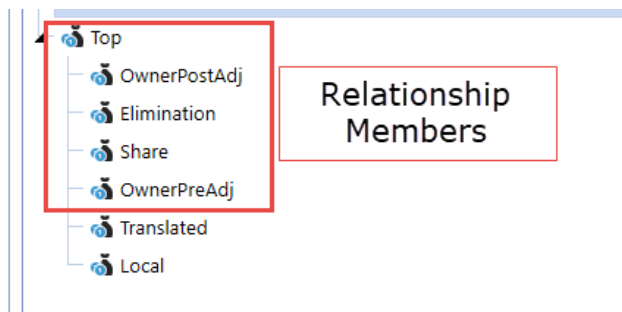 Top
OwnerPostAdj
Elimination
Share
OwnerPreAdj
Translated
Local
Relationship
Members